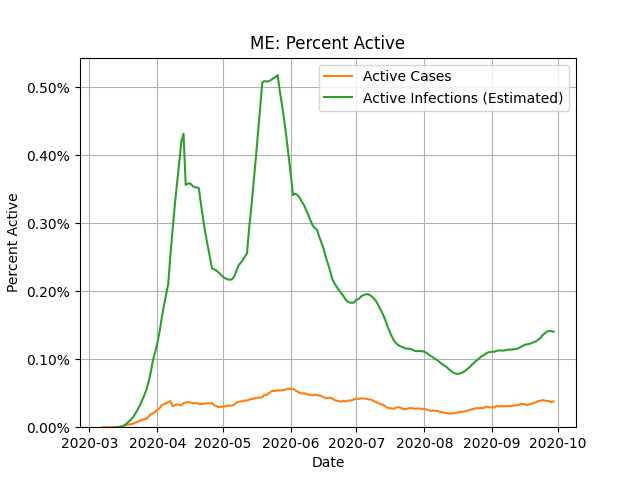 ME: Percent Active
Active Cases
Active Infections (Estimated)
Percent Active
0.50%
0.40%
0.30%
0.20%
0.10%
0.00%
2020-03 2020-04 2020-05 2020-06 2020-07 2020-08 2020-09 2020-10
Date